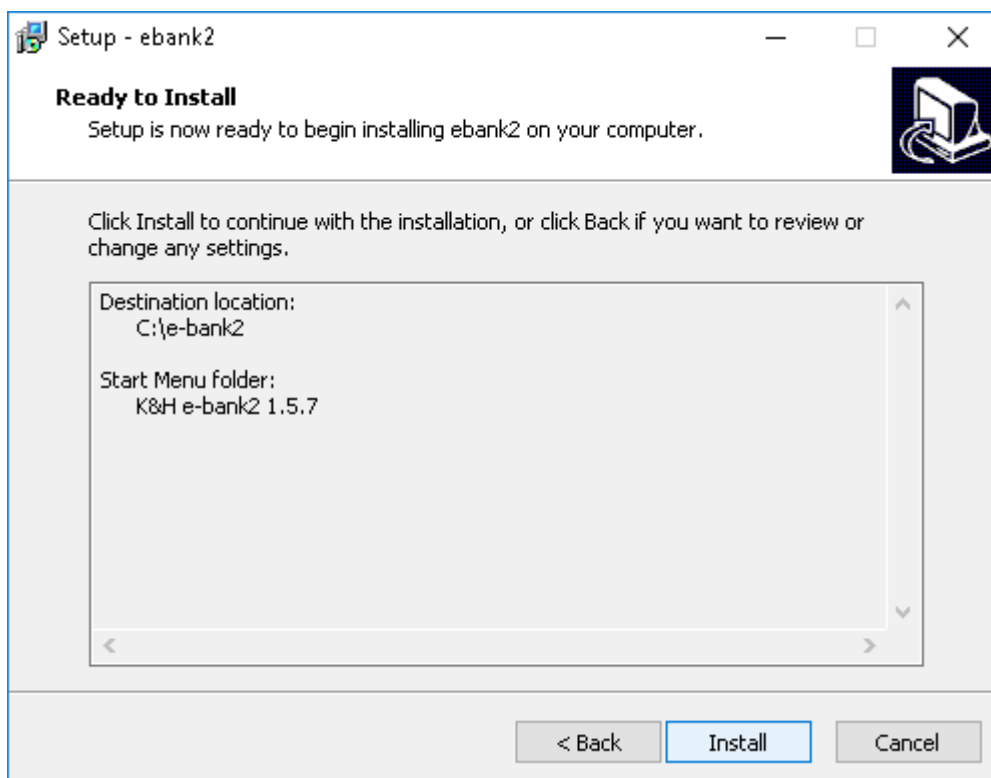 Setup - ebank2
Ready to Install
Setup is now ready to begin installing ebank2 on your computer.
Click Install to continue with the installation, or click Back if you want to review or
change any settings.
Destination location:
C:\e-bank2
Start Menu folder:
K&H e-bank2 1.5.7
< Back
Install
Cancel